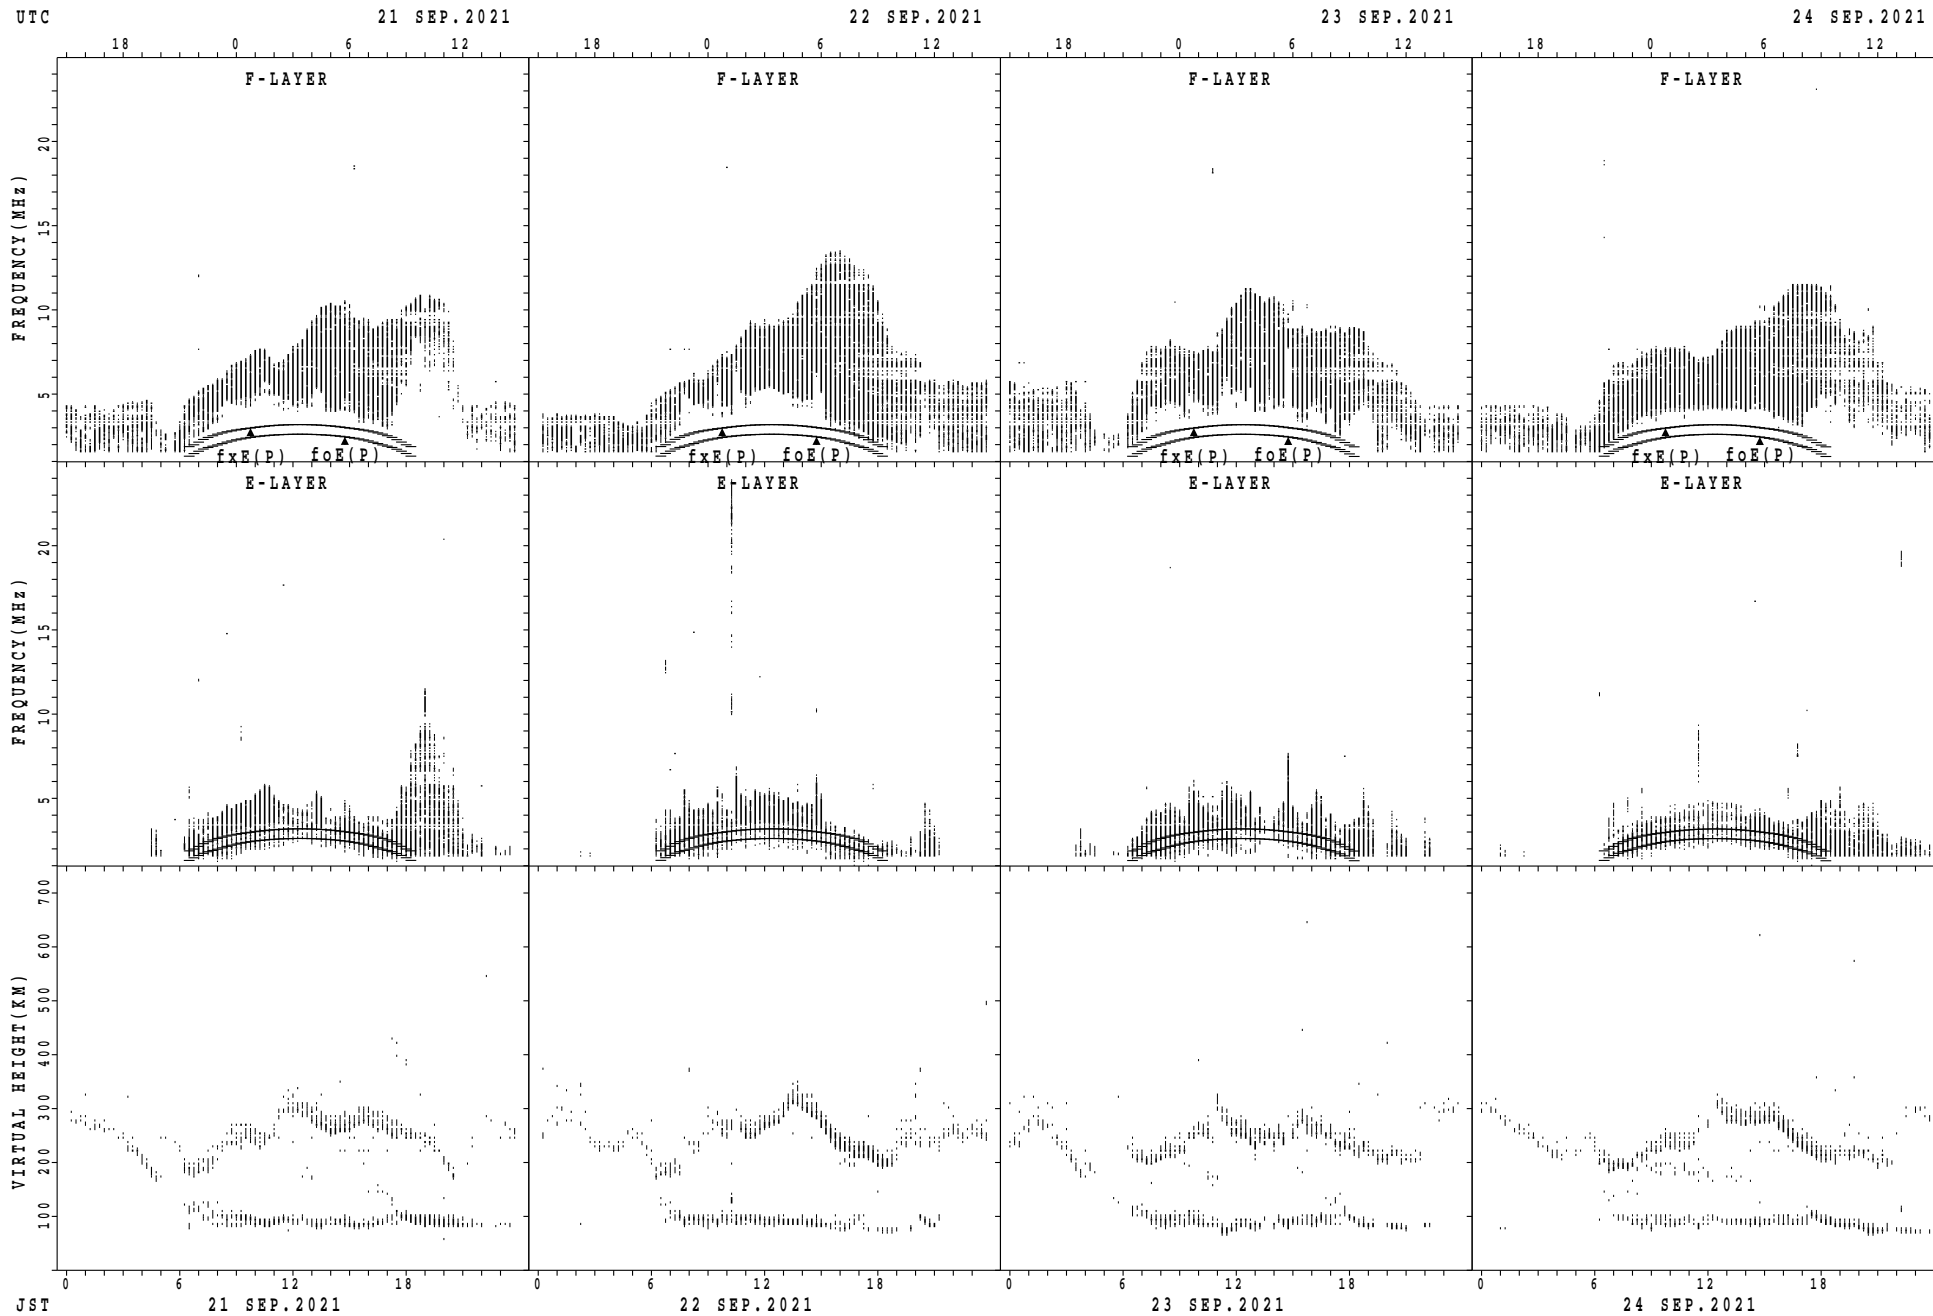 UTC 21 SEP.2021 22 SEP.2021 23 SEP.2021 24 SEP.2021
18 0 6 12 18 0 6 12 18 0 6 12 18 0 6 12
F-LAYER F-LAYER F-LAYER F-LAYER
FREQUENCY(MHz)
20
15
10
5
fxE(P) foE(P) fxE(P) foE(P) fxE(P) foE(P) fxE(P) foE(P)
E-LAYER E-LAYER E-LAYER E-LAYER
FREQUENCY(MHz)
20
15
10
5
VIRTUAL HEIGHT(KM)
700
600
500
400
300
200
100
0 6 12 18 0 6 12 18 0 6 12 18 0 6 12 18
JST 21 SEP.2021 22 SEP.2021 23 SEP.2021 24 SEP.2021